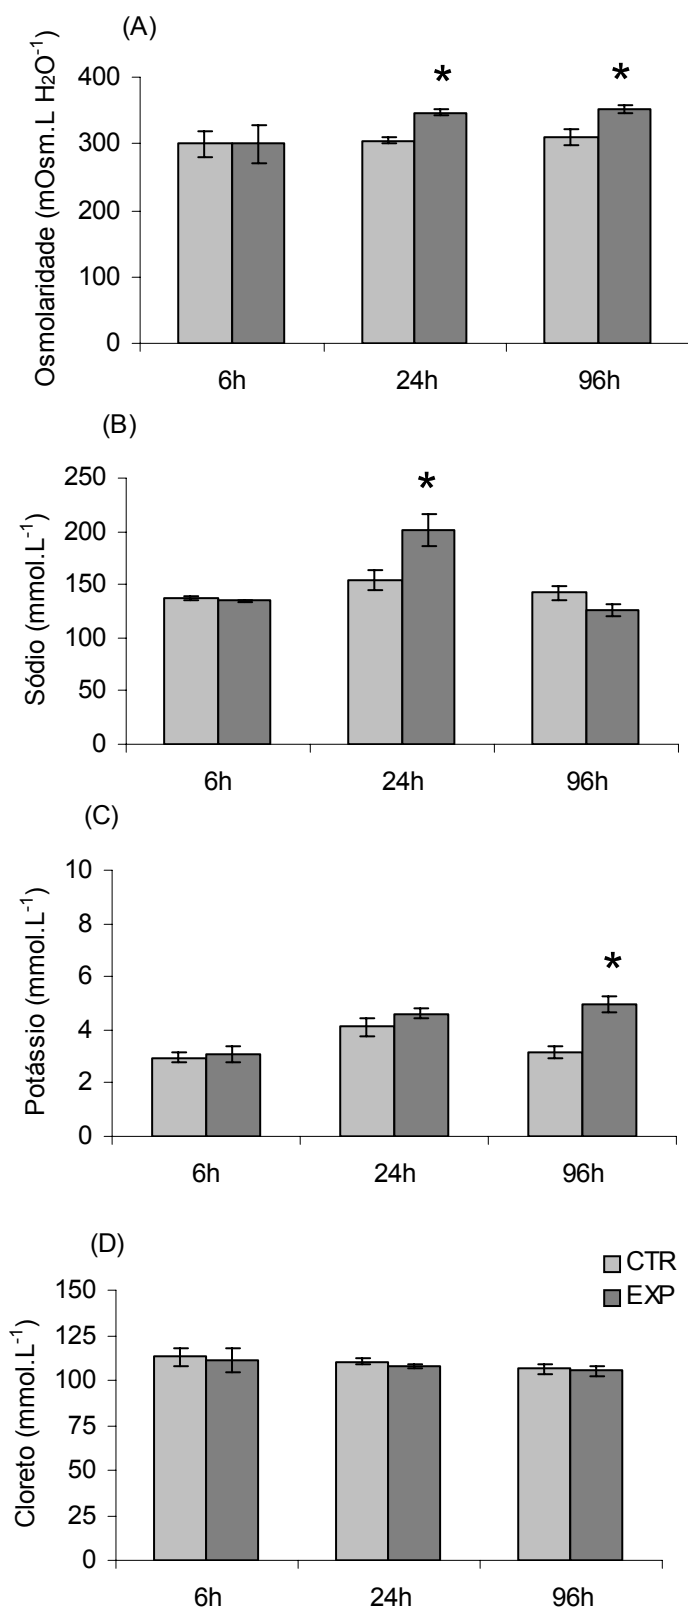 (A)
Osmolaridade (mOsm.L H₂O⁻¹)
400
300
200
100
0
*
*
6h
24h
96h
(B)
Sódio (mmol.L⁻¹)
250
200
150
100
50
0
*
6h
24h
96h
(C)
Potássio (mmol.L⁻¹)
10
8
6
4
2
0
*
6h
24h
96h
(D)
Cloreto (mmol.L⁻¹)
150
125
100
75
50
25
0
CTR
EXP
6h
24h
96h